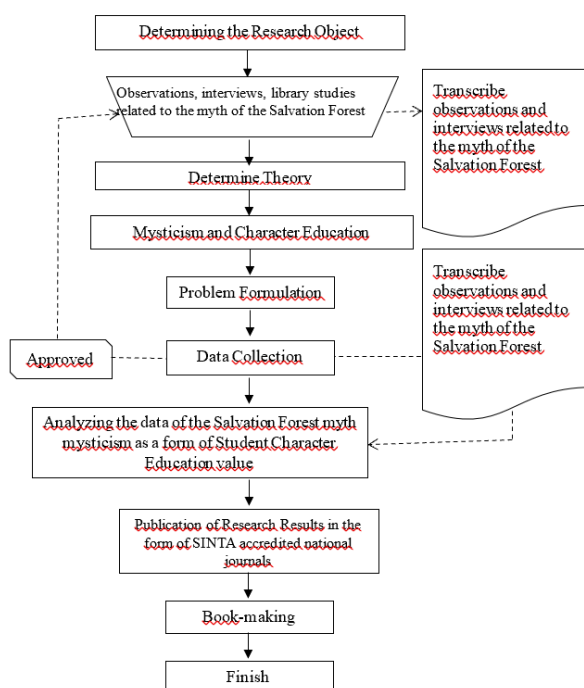 Determining the Research Object
Observations, interviews, library studies
related to the myth of the Salvation Forest
Transcribe
observations and
interviews related to
the myth of the
Salvation Forest
Determine Theory
Mysticism and Character Education
Problem Formulation
Transcribe
observations and
interviews related to
the myth of the
Salvation Forest
Approved
Data Collection
Analyzing the data of the Salvation Forest myth
mysticism as a form of Student Character
Education value
Publication of Research Results in the
form of SINTA accredited national
journals
Book-making
Finish